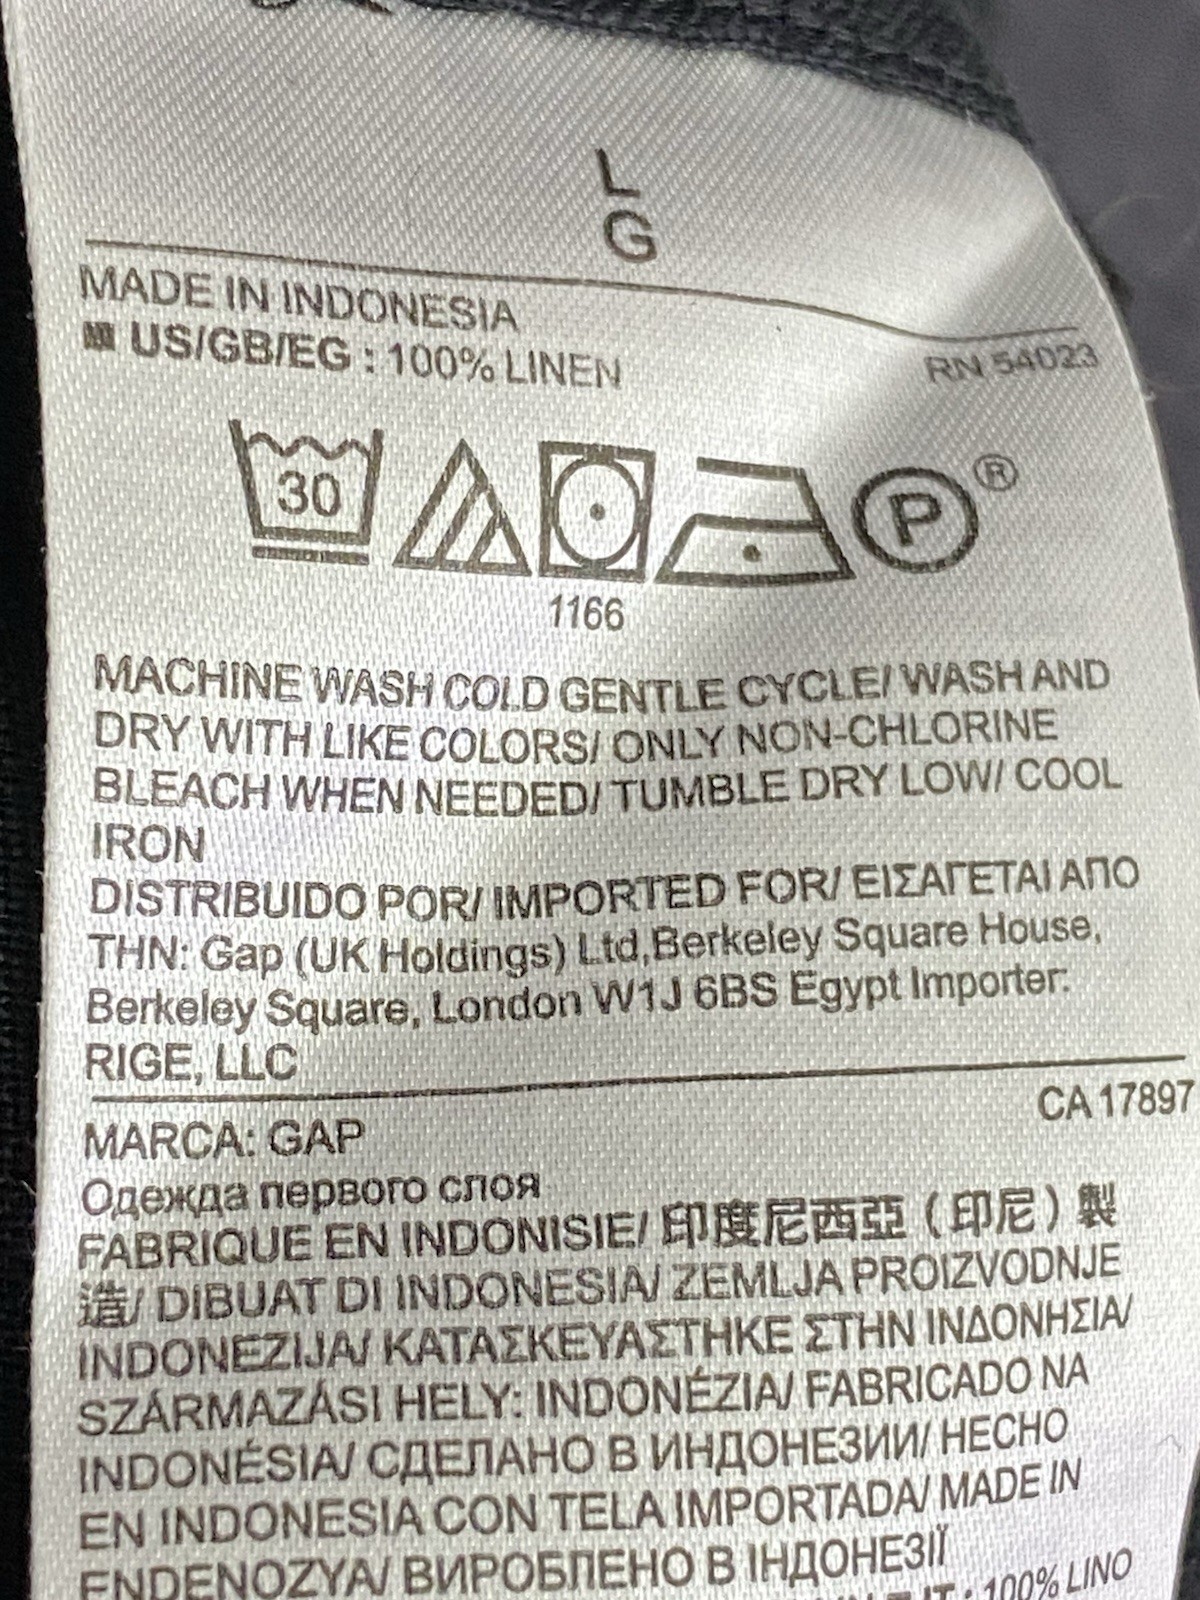 L
G
MADE IN INDONESIA
US/GB/EG : 100% LINEN
RN 54023
30
P ®
1166
MACHINE WASH COLD GENTLE CYCLE/ WASH AND
DRY WITH LIKE COLORS/ ONLY NON-CHLORINE
BLEACH WHEN NEEDED/ TUMBLE DRY LOW/ COOL
IRON
DISTRIBUIDO POR/ IMPORTED FOR/ ΕΙΣΑΓΕΤΑΙ ΑΠΟ
ΤΗΝ: Gap (UK Holdings) Ltd,Berkeley Square House,
Berkeley Square, London W1J 6BS Egypt Importer:
RIGE, LLC
CA 17897
MARCA: GAP
Одежда первого слоя
FABRIQUE EN INDONISIE/ 印度尼西亞（印尼）製
造/ DIBUAT DI INDONESIA/ ZEMLJA PROIZVODNJE
INDONEZIJA/ ΚΑΤΑΣΚΕΥΑΣΤΗΚΕ ΣΤΗΝ ΙΝΔΟΝΗΣΙΑ/
SZÁRMAZÁSI HELY: INDONÉZIA/ FABRICADO NA
INDONÉSIA/ СДЕЛАНО В ИНДОНЕЗИИ/ HECHO
EN INDONESIA CON TELA IMPORTADA/ MADE IN
ENDENOZYA/ ВИРОБЛЕНО В ІНДОНЕЗІЇ
IT : 100% LINO